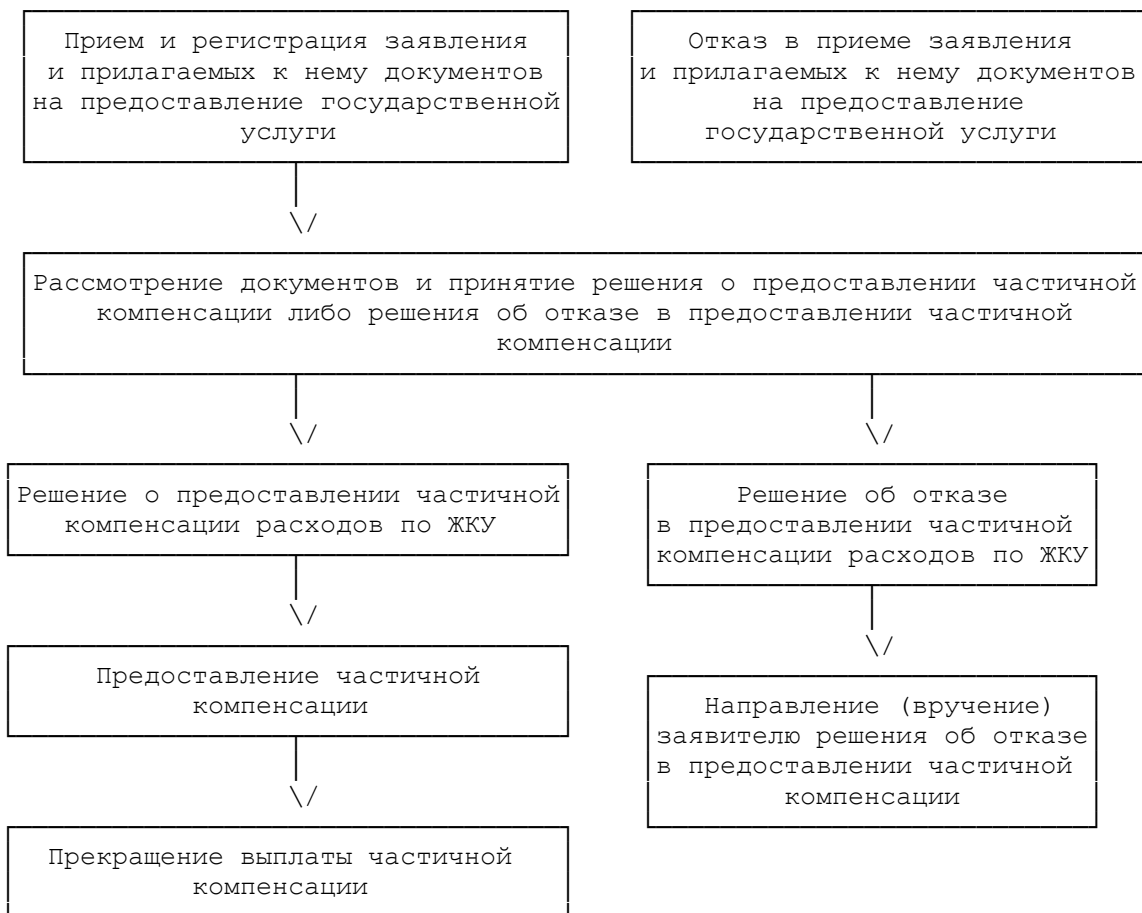 Прием и регистрация заявления
и прилагаемых к нему документов
на предоставление государственной
услуги
Отказ в приеме заявления
и прилагаемых к нему документов
на предоставление
государственной услуги
Рассмотрение документов и принятие решения о предоставлении частичной
компенсации либо решения об отказе в предоставлении частичной
компенсации
Решение о предоставлении частичной
компенсации расходов по ЖКУ
Решение об отказе
в предоставлении частичной
компенсации расходов по ЖКУ
Предоставление частичной
компенсации
Направление (вручение)
заявителю решения об отказе
в предоставлении частичной
компенсации
Прекращение выплаты частичной
компенсации